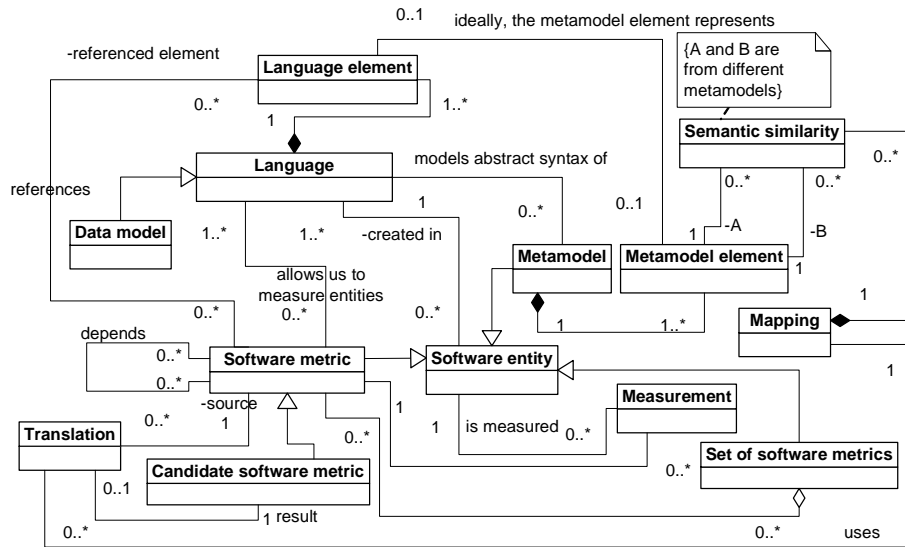 0..1
ideally, the metamodel element represents
-referenced element
{A and B are
from different
metamodels}
Language element
0..*
1..*
1
Semantic similarity
0..*
Language
models abstract syntax of
references
1
0..*
0..1
0..*
0..*
Data model
1..*
1..*
-created in
-A
-B
1
1
Metamodel
Metamodel element
allows us to
measure entities
0..*
0..*
0..*
1
1..*
1
Mapping
depends
0..*
0..*
Software metric
Software entity
1
-source
1
Measurement
0..*
1
0..*
1
is measured
0..*
Translation
Candidate software metric
0..*
Set of software metrics
0..1
0..*
1
result
0..*
uses